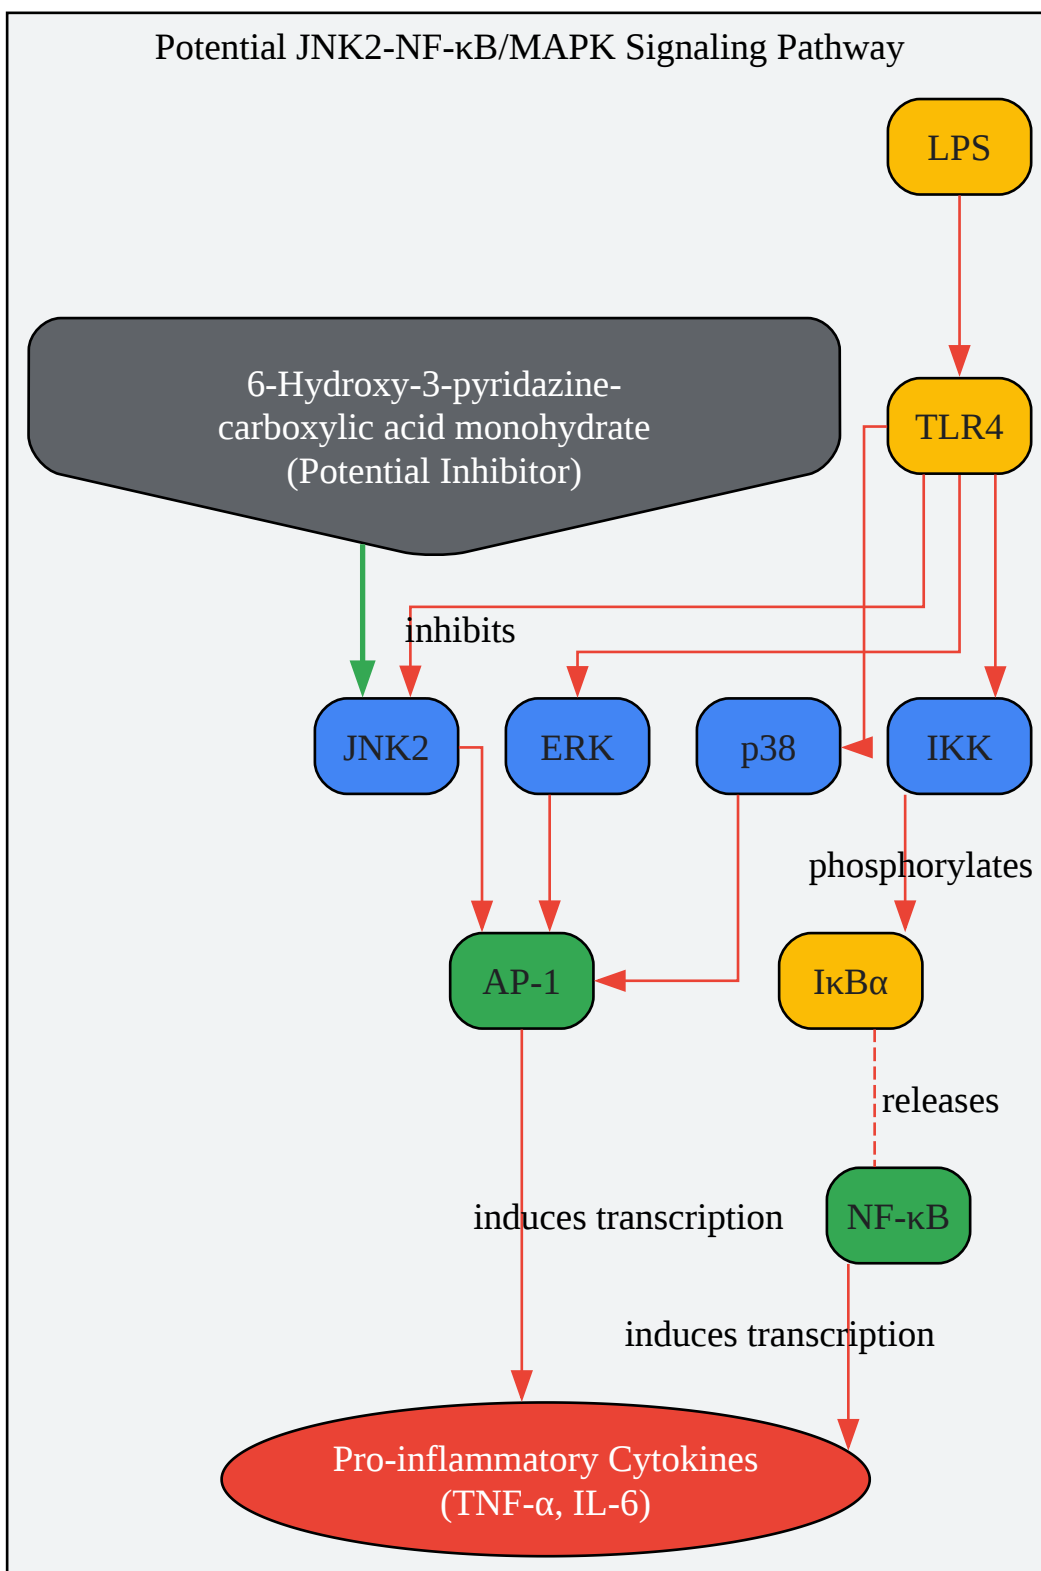 Potential JNK2-NF-κB/MAPK Signaling Pathway
LPS
6-Hydroxy-3-pyridazine-
carboxylic acid monohydrate
(Potential Inhibitor)
TLR4
inhibits
JNK2
ERK
p38
IKK
phosphorylates
AP-1
IκBα
releases
induces transcription
NF-κB
induces transcription
Pro-inflammatory Cytokines
(TNF-α, IL-6)